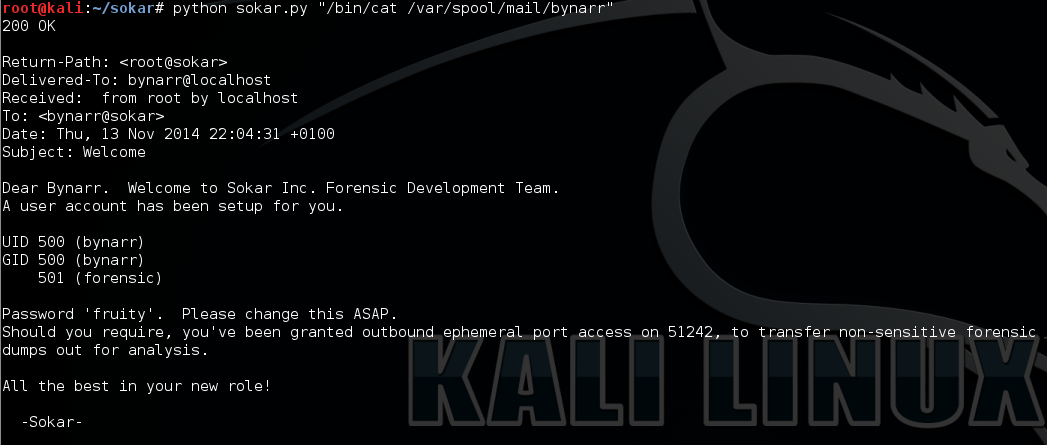 root@kali:~/sokar# python sokar.py "/bin/cat /var/spool/mail/bynarr"
200 OK

Return-Path: <root@sokar>
Delivered-To: bynarr@localhost
Received:  from root by localhost
To: <bynarr@sokar>
Date: Thu, 13 Nov 2014 22:04:31 +0100
Subject: Welcome

Dear Bynarr.  Welcome to Sokar Inc. Forensic Development Team.
A user account has been setup for you.

UID 500 (bynarr)
GID 500 (bynarr)
    501 (forensic)

Password 'fruity'.  Please change this ASAP.
Should you require, you've been granted outbound ephemeral port access on 51242, to transfer non-sensitive forensic
dumps out for analysis.

All the best in your new role!

  -Sokar-
KALI LINUX